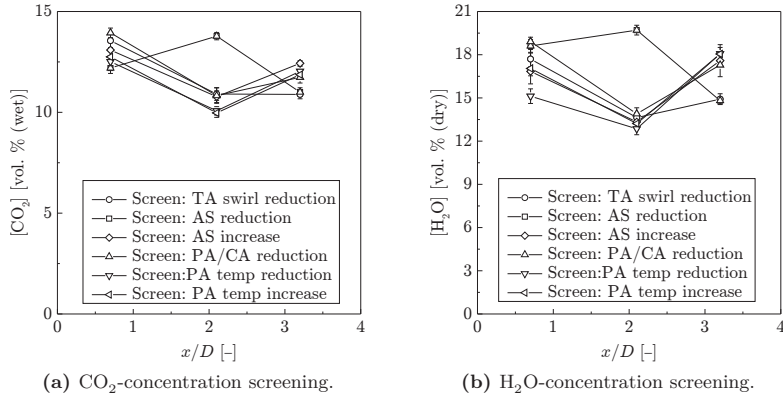 15
10
5
0
[CO₂] [vol. % (wet)]
Screen: TA swirl reduction
Screen: AS reduction
Screen: AS increase
Screen: PA/CA reduction
Screen:PA temp reduction
Screen: PA temp increase
0 1 2 3 4
x/D [–]
(a) CO₂-concentration screening.
21
18
15
12
9
6
3
0
[H₂O] [vol. % (dry)]
Screen: TA swirl reduction
Screen: AS reduction
Screen: AS increase
Screen: PA/CA reduction
Screen:PA temp reduction
Screen: PA temp increase
0 1 2 3 4
x/D [–]
(b) H₂O-concentration screening.